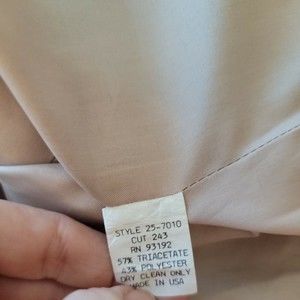 STYLE 25-7010
CUT 243
RN 93192
57% TRIACETATE
43% POLYESTER
DRY CLEAN ONLY
MADE IN USA